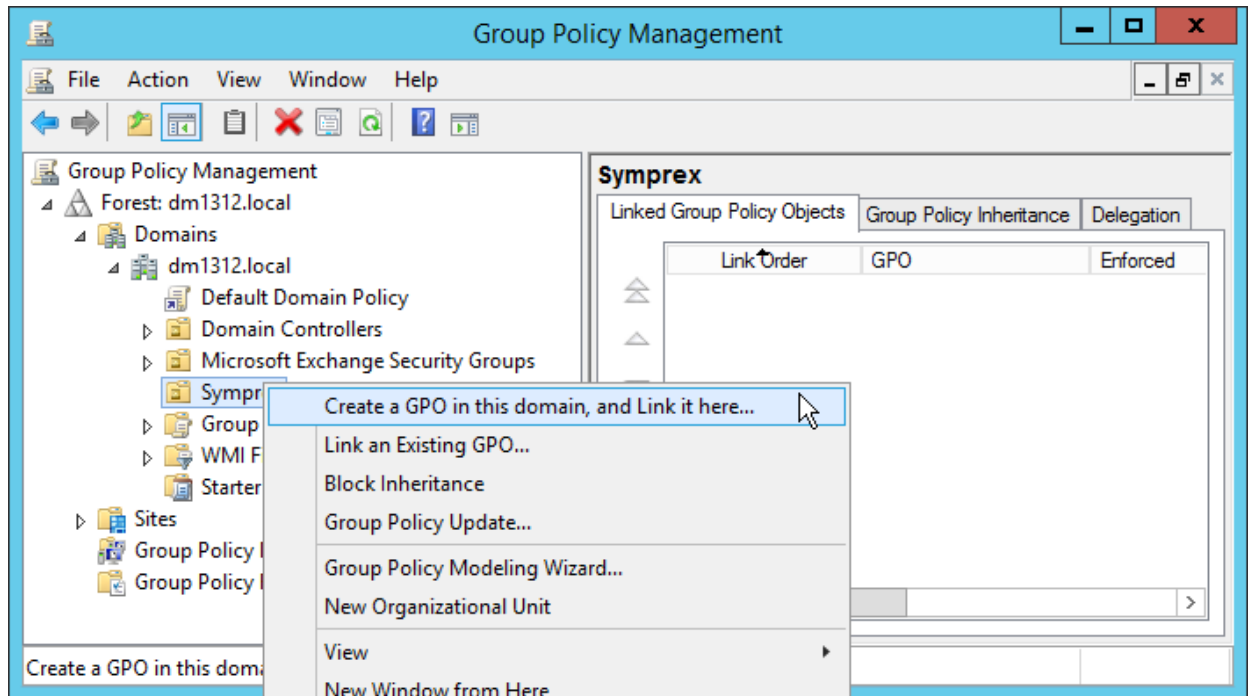 Group Policy Management
File Action View Window Help
Group Policy Management
Forest: dm1312.local
Domains
dm1312.local
Default Domain Policy
Domain Controllers
Microsoft Exchange Security Groups
Sympr
Group
WMI F
Starter
Sites
Group Policy
Group Policy
Create a GPO in this doma
Symprex
Linked Group Policy Objects Group Policy Inheritance Delegation
Link Order GPO Enforced
Create a GPO in this domain, and Link it here...
Link an Existing GPO...
Block Inheritance
Group Policy Update...
Group Policy Modeling Wizard...
New Organizational Unit
View
New Window from Here